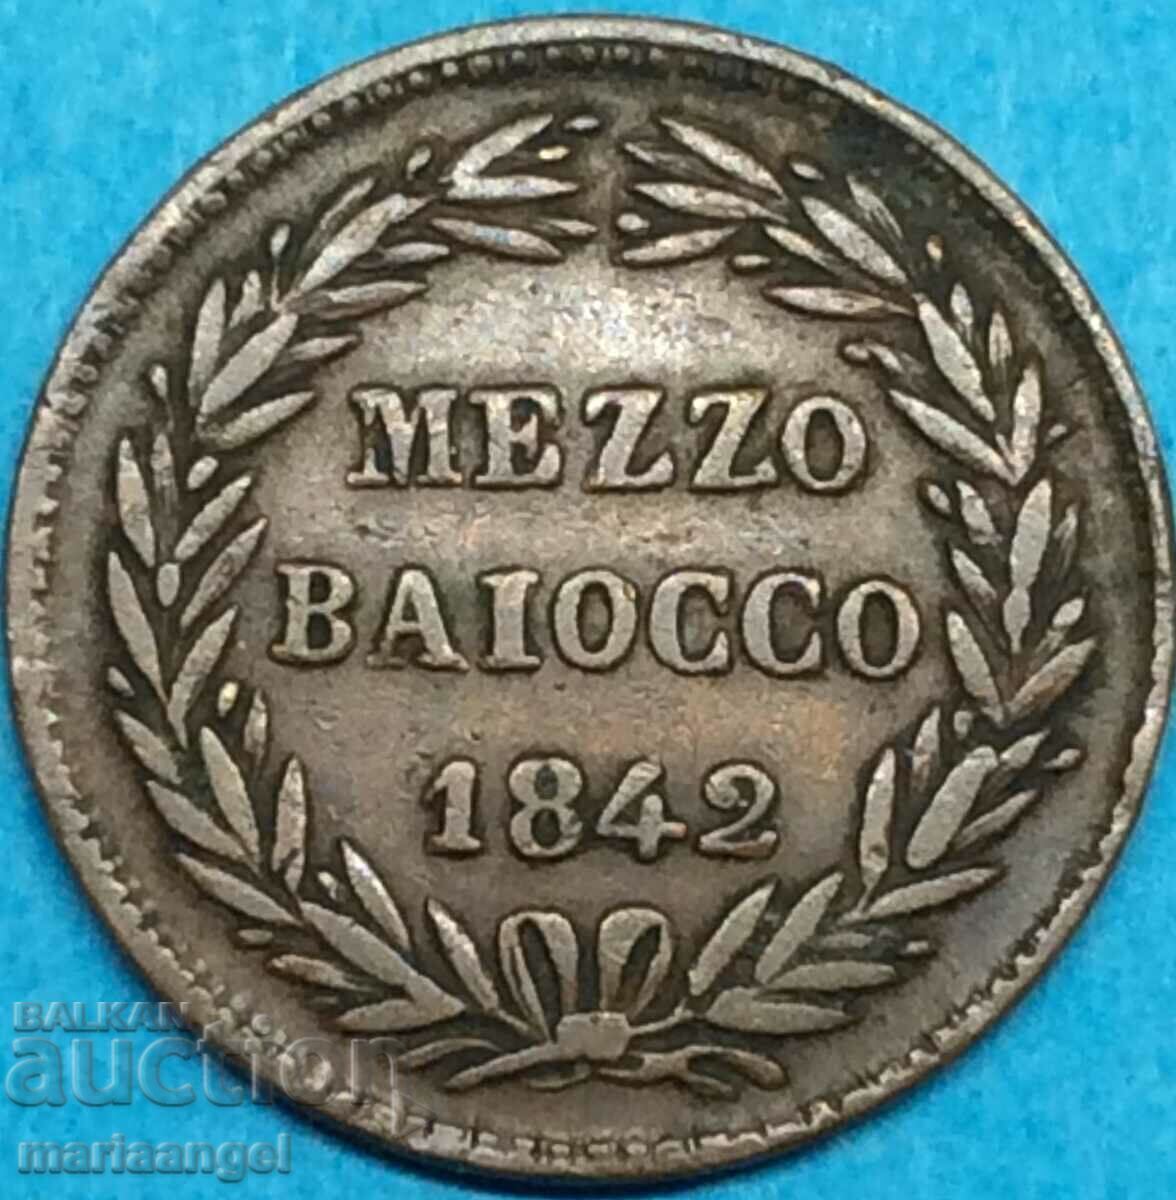 MEZZO
BAIOCCO
1842
BALKAN
auction
mariaangel